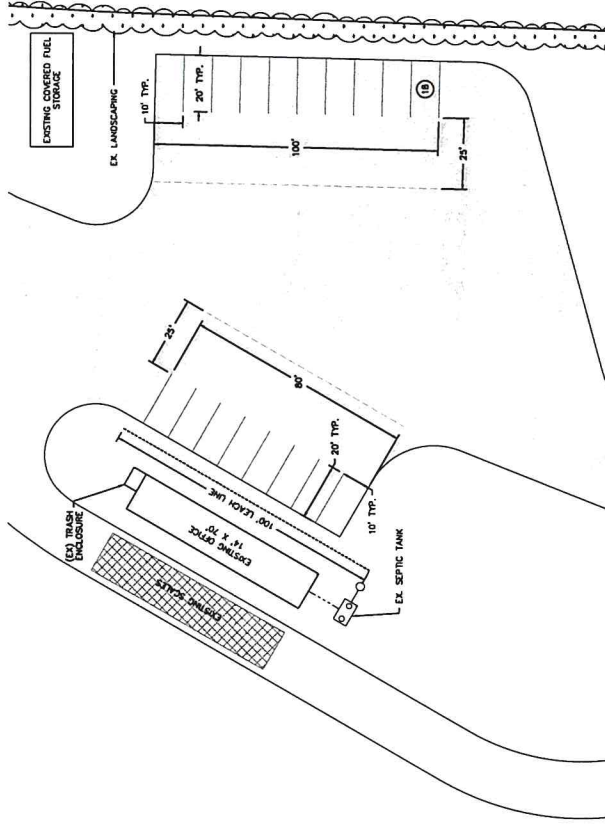 EXISTING COVERED FUEL
STORAGE
EX. LANDSCAPING
10' TYP.
20' TYP.
18
100'
25'
25'
80'
20' TYP.
10' TYP.
100' LEACH LINE
EXISTING OFFICE
14' X 70'
(EX) TRASH
ENCLOSURE
EXISTING SCALES
EX. SEPTIC TANK